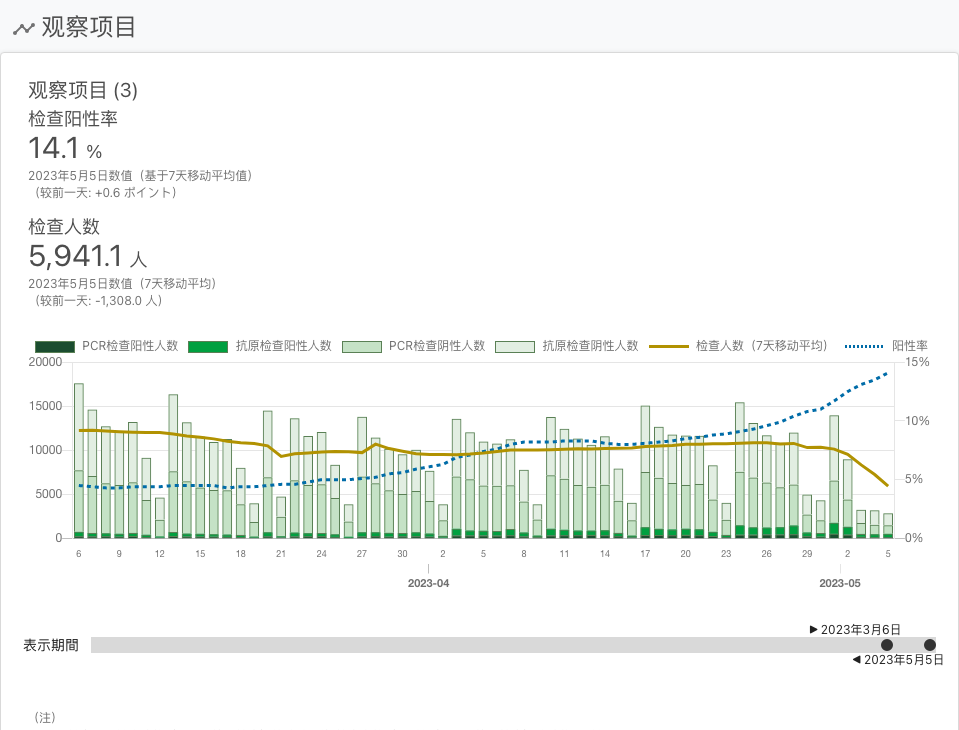 观察项目
观察项目 (3)
检查阳性率
14.1 %
2023年5月5日数值（基于7天移动平均值）
（较前一天: +0.6 ポイント）
检查人数
5,941.1 人
2023年5月5日数值（7天移动平均）
（较前一天: -1,308.0 人）
PCR检查阳性人数 抗原检查阳性人数 PCR检查阴性人数 抗原检查阴性人数 检查人数（7天移动平均） 阳性率
20000 15%
15000
10% 
10000
5000 5%
0 0%
6 9 12 15 18 21 24 27 30 2 5 8 11 14 17 20 23 26 29 2 5
2023-04 2023-05
▶ 2023年3月6日
表示期間
◀ 2023年5月5日
（注）